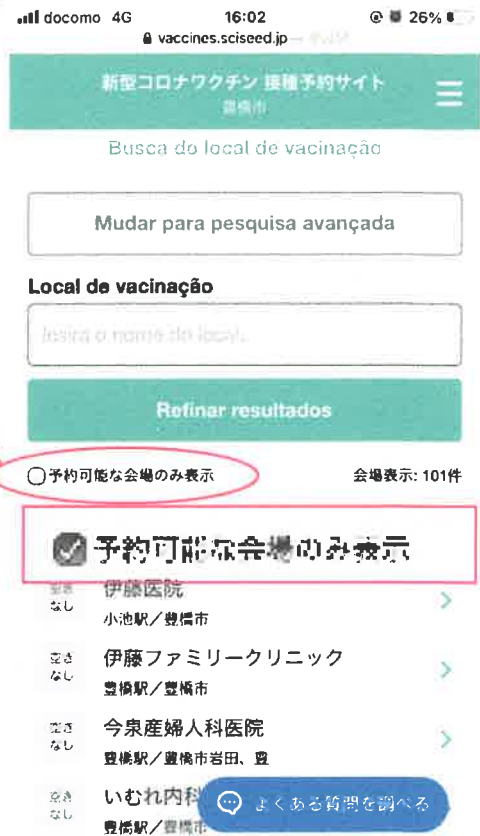 docomo 4G 16:02 26%
vaccines.sciseed.jp
新型コロナワクチン 接種予約サイト
豊橋市
Busca do local de vacinação
Mudar para pesquisa avançada
Local de vacinação
Insira o nome do local.
Refinar resultados
予約可能な会場のみ表示
会場表示: 101件
予約可能な会場のみ表示
空き
なし
伊藤医院
小池駅／豊橋市
空き
なし
伊藤ファミリークリニック
豊橋駅／豊橋市
空き
なし
今泉産婦人科医院
豊橋駅／豊橋市岩田、豊
空き
なし
いむれ内科
豊橋駅／豊橋市
よくある質問を調べる